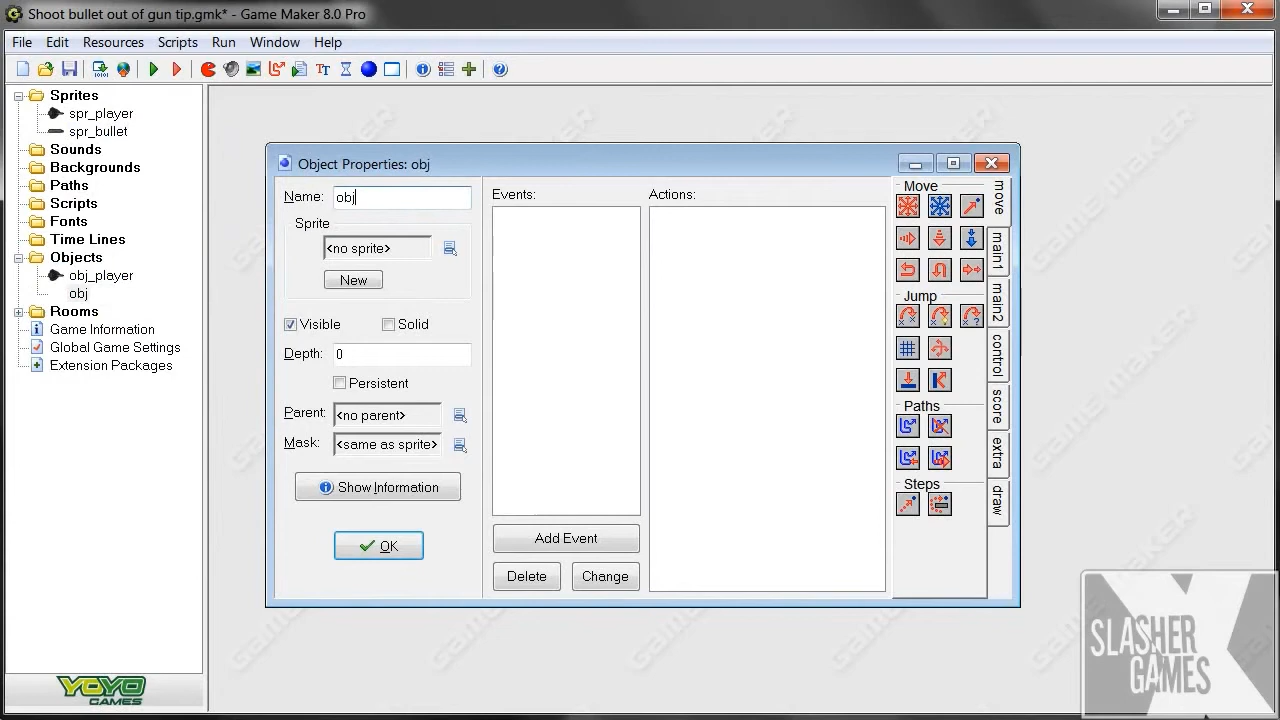 Shoot bullet out of gun tip.gmk* - Game Maker 8.0 Pro
File Edit Resources Scripts Run Window Help
Sprites
spr_player
spr_bullet
Sounds
Backgrounds
Paths
Scripts
Fonts
Time Lines
Objects
obj_player
obj
Rooms
Game Information
Global Game Settings
Extension Packages
YOYO
GAMES
Object Properties: obj
Name: obj
Sprite
<no sprite>
New
Visible Solid
Depth: 0
Persistent
Parent: <no parent>
Mask: <same as sprite>
Show Information
OK
Events:
Add Event
Delete Change
Actions:
Move
Jump
Paths
Steps
move
main1
main2
control
score
extra
draw
GAME MAKER
SLASHER
GAMES